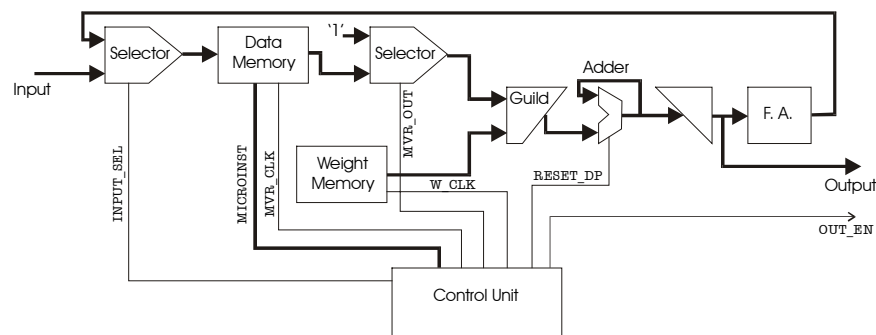 '1'
Selector
Data
Memory
Selector
Adder
Input
Guild
F. A.
INPUT_SEL
MICROINST
MVR_CLK
MVR_OUT
Weight
Memory
W_CLK
RESET_DP
Output
OUT_EN
Control Unit